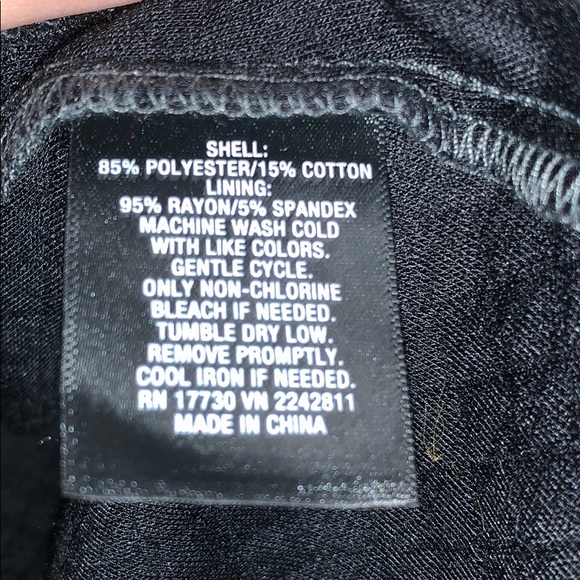 SHELL:
85% POLYESTER/15% COTTON
LINING:
95% RAYON/5% SPANDEX
MACHINE WASH COLD
WITH LIKE COLORS.
GENTLE CYCLE.
ONLY NON-CHLORINE
BLEACH IF NEEDED.
TUMBLE DRY LOW.
REMOVE PROMPTLY.
COOL IRON IF NEEDED.
RN 17730 VN 2242811
MADE IN CHINA